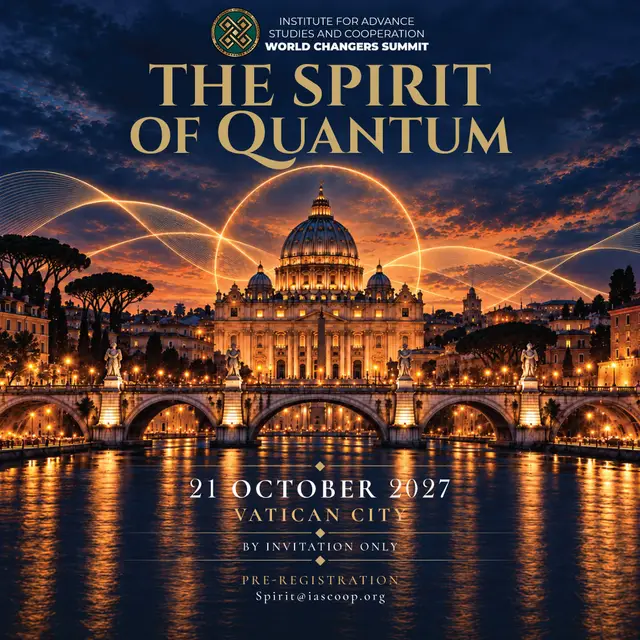 INSTITUTE FOR ADVANCE
STUDIES AND COOPERATION
WORLD CHANGERS SUMMIT
THE SPIRIT
OF QUANTUM
21 OCTOBER 2027
VATICAN CITY
BY INVITATION ONLY
PRE-REGISTRATION
Spirit@iascoop.org